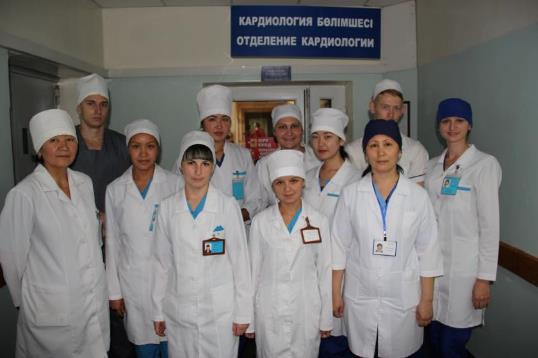 КАРДИОЛОГИЯ БӨЛІМШЕСІ
ОТДЕЛЕНИЕ КАРДИОЛОГИИ